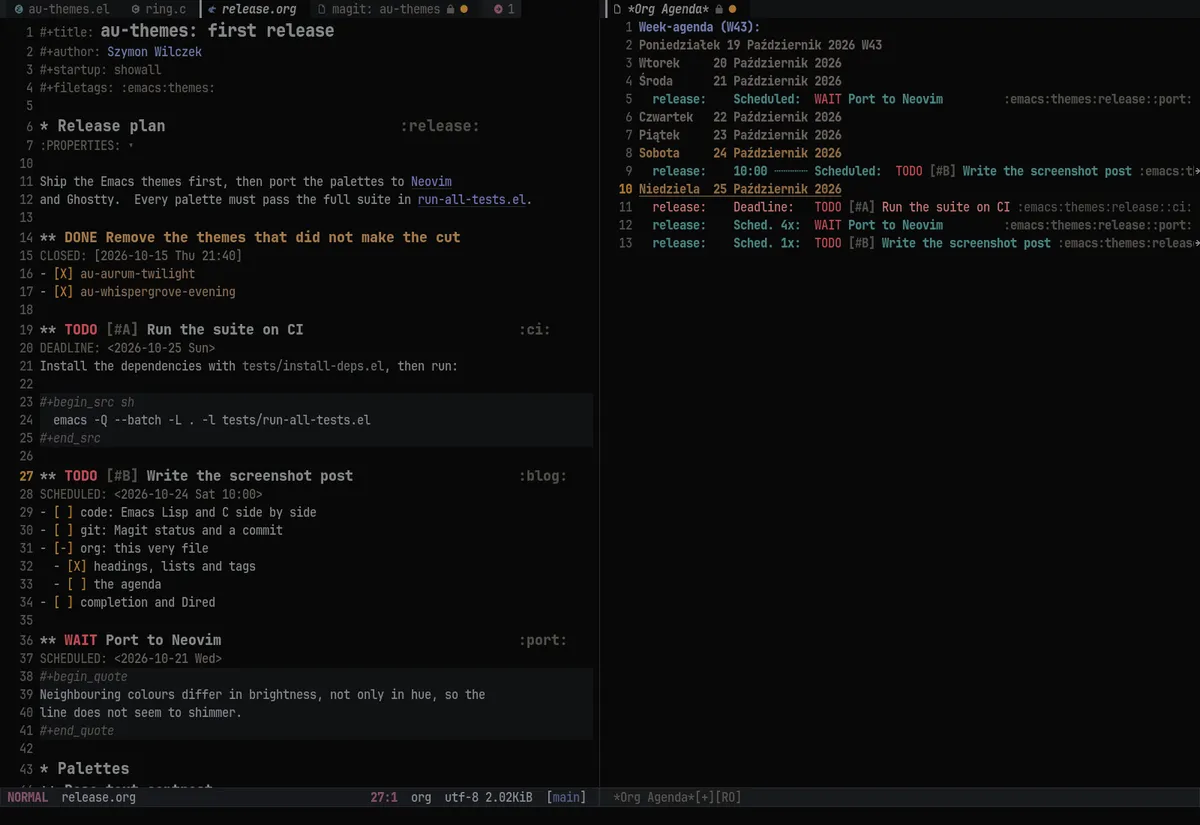 au-themes.el ring.c release.org magit: au-themes 1
1 #+title: au-themes: first release
2 #+author: Szymon Wilczek
3 #+startup: showall
4 #+filetags: :emacs:themes:
5
6 * Release plan :release:
7 :PROPERTIES:
10
11 Ship the Emacs themes first, then port the palettes to Neovim
12 and Ghostty.  Every palette must pass the full suite in run-all-tests.el.
13
14 ** DONE Remove the themes that did not make the cut
15 CLOSED: [2026-10-15 Thu 21:40]
16 - [X] au-aurum-twilight
17 - [X] au-whispergrove-evening
18
19 ** TODO [#A] Run the suite on CI :ci:
20 DEADLINE: <2026-10-25 Sun>
21 Install the dependencies with tests/install-deps.el, then run:
22
23 #+begin_src sh
24   emacs -Q --batch -L . -l tests/run-all-tests.el
25 #+end_src
26
27 ** TODO [#B] Write the screenshot post :blog:
28 SCHEDULED: <2026-10-24 Sat 10:00>
29 - [ ] code: Emacs Lisp and C side by side
30 - [ ] git: Magit status and a commit
31 - [-] org: this very file
32   - [X] headings, lists and tags
33   - [ ] the agenda
34 - [ ] completion and Dired
35
36 ** WAIT Port to Neovim :port:
37 SCHEDULED: <2026-10-21 Wed>
38 #+begin_quote
39 Neighbouring colours differ in brightness, not only in hue, so the
40 line does not seem to shimmer.
41 #+end_quote
42
43 * Palettes
NORMAL release.org 27:1 org utf-8 2.02KiB [main]
*Org Agenda*
1 Week-agenda (W43):
2 Poniedziałek 19 Październik 2026 W43
3 Wtorek     20 Październik 2026
4 Środa      21 Październik 2026
5   release:    Scheduled:  WAIT Port to Neovim         :emacs:themes:release::port:
6 Czwartek   22 Październik 2026
7 Piątek     23 Październik 2026
8 Sobota     24 Październik 2026
9   release:    10:00 ┄┄┄┄┄ Scheduled:  TODO [#B] Write the screenshot post :emacs:t
10 Niedziela  25 Październik 2026
11   release:    Deadline:   TODO [#A] Run the suite on CI :emacs:themes:release::ci:
12   release:    Sched. 4x:  WAIT Port to Neovim         :emacs:themes:release::port:
13   release:    Sched. 1x:  TODO [#B] Write the screenshot post :emacs:themes:releas
*Org Agenda*[+][RO]